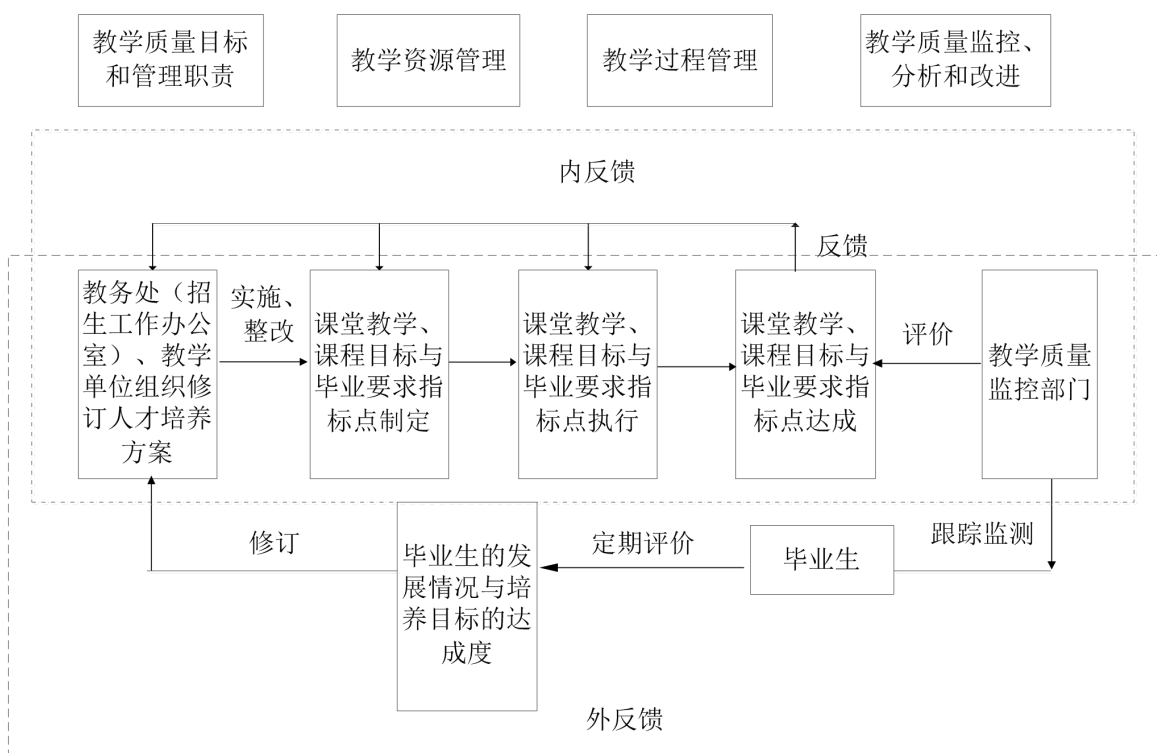 教学质量目标
和管理职责
教学资源管理
教学过程管理
教学质量监控、
分析和改进
内反馈
反馈
教务处（招
生工作办公
室）、教学
单位组织修
订人才培养
方案
实施、
整改
课堂教学、
课程目标与
毕业要求指
标点制定
课堂教学、
课程目标与
毕业要求指
标点执行
课堂教学、
课程目标与
毕业要求指
标点达成
评价
教学质量
监控部门
修订
毕业生的发
展情况与培
养目标的达
成度
定期评价
毕业生
跟踪监测
外反馈